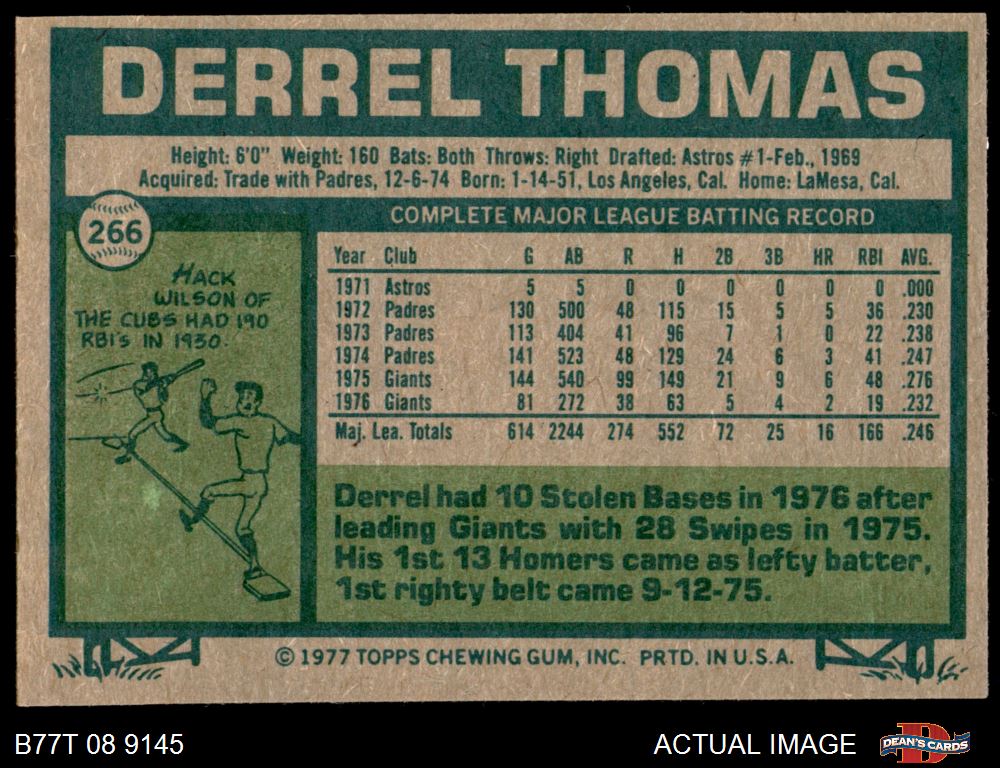 DERREL THOMAS
Height: 6'0" Weight: 160 Bats: Both Throws: Right Drafted: Astros #1-Feb., 1969
Acquired: Trade with Padres, 12-6-74 Born: 1-14-51, Los Angeles, Cal. Home: LaMesa, Cal.
266
HACK
WILSON OF
THE CUBS HAD 190
RBI'S IN 1930.
COMPLETE MAJOR LEAGUE BATTING RECORD
Year Club G AB R H 2B 3B HR RBI AVG.
1971 Astros 5 5 0 0 0 0 0 0 .000
1972 Padres 130 500 48 115 15 5 5 36 .230
1973 Padres 113 404 41 96 7 1 0 22 .238
1974 Padres 141 523 48 129 24 6 3 41 .247
1975 Giants 144 540 99 149 21 9 6 48 .276
1976 Giants 81 272 38 63 5 4 2 19 .232
Maj. Lea. Totals 614 2244 274 552 72 25 16 166 .246
Derrel had 10 Stolen Bases in 1976 after
leading Giants with 28 Swipes in 1975.
His 1st 13 Homers came as lefty batter,
1st righty belt came 9-12-75.
© 1977 TOPPS CHEWING GUM, INC. PRTD. IN U.S.A.
B77T 08 9145
ACTUAL IMAGE
DEAN'S CARDS